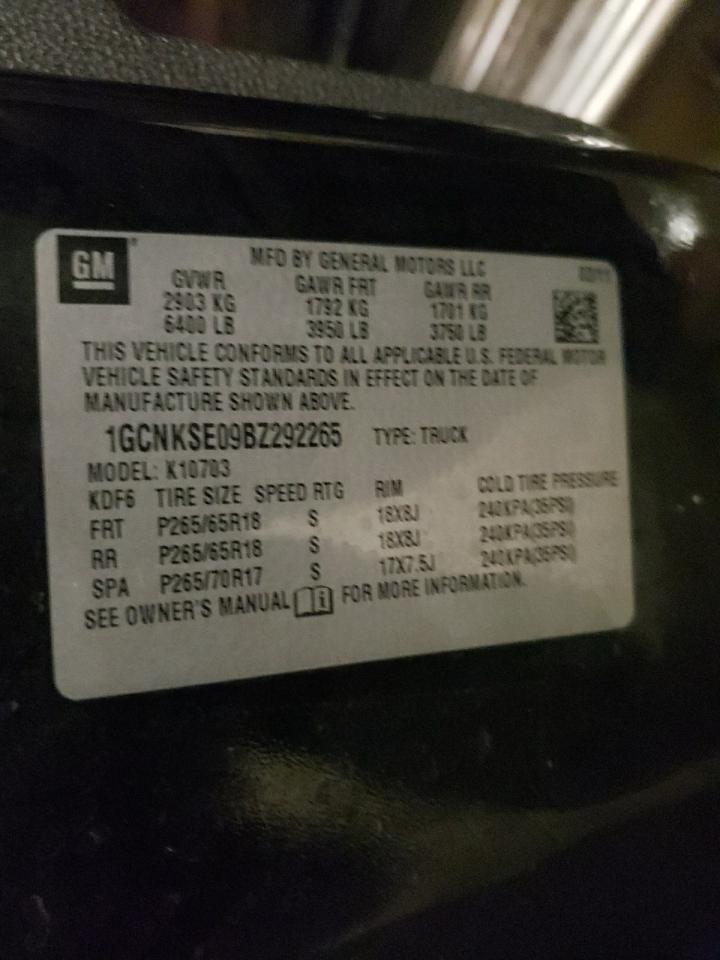 GM
MFD BY GENERAL MOTORS LLC
GVWR GAWR FRT GAWR RR
2903 KG 1792 KG 1701 KG
6400 LB 3950 LB 3750 LB
THIS VEHICLE CONFORMS TO ALL APPLICABLE U.S. FEDERAL MOTOR
VEHICLE SAFETY STANDARDS IN EFFECT ON THE DATE OF
MANUFACTURE SHOWN ABOVE.
1GCNKSE09BZ292265 TYPE: TRUCK
MODEL: K10703
KDF6 TIRE SIZE SPEED RTG RIM COLD TIRE PRESSURE
FRT P265/65R18 S 18X8J 240KPA(35PSI)
RR P265/65R18 S 18X8J 240KPA(35PSI)
SPA P265/70R17 S 17X7.5J 240KPA(35PSI)
SEE OWNER'S MANUAL FOR MORE INFORMATION.